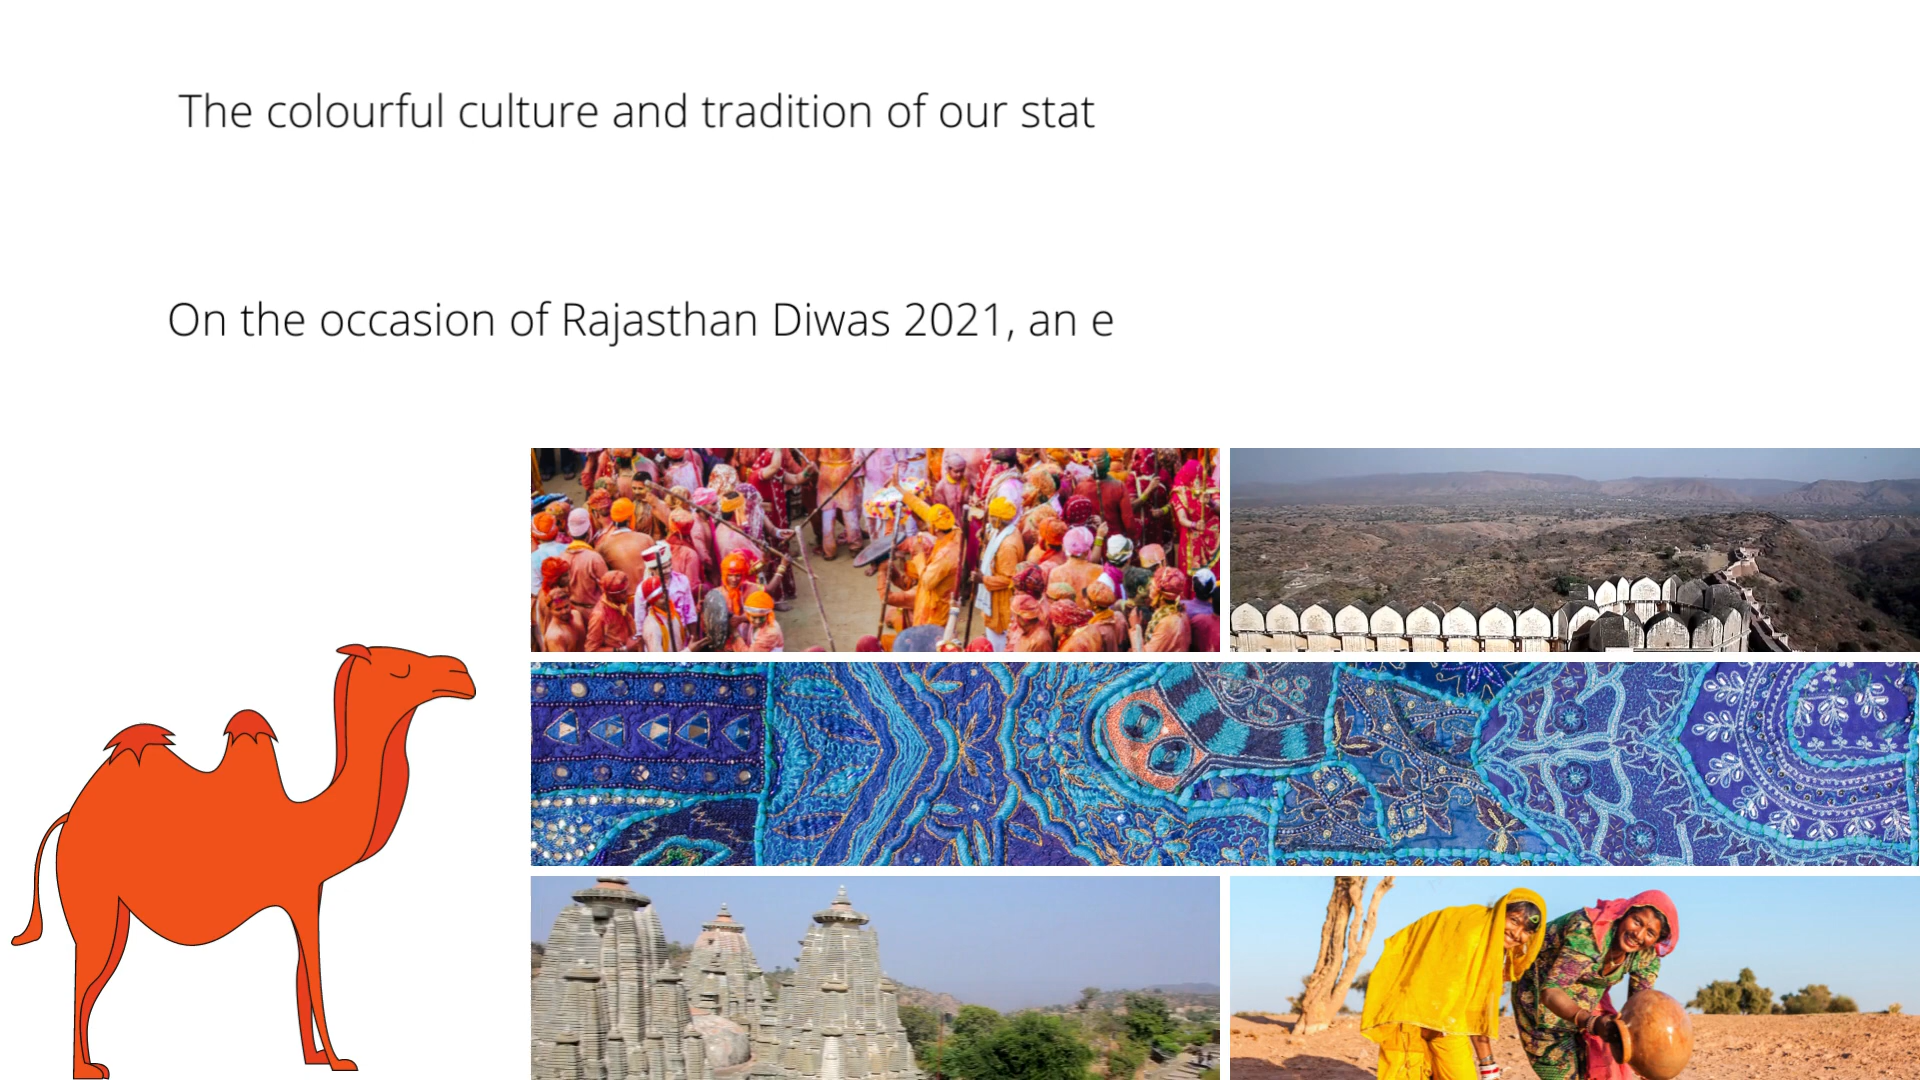 The colourful culture and tradition of our stat
On the occasion of Rajasthan Diwas 2021, an e